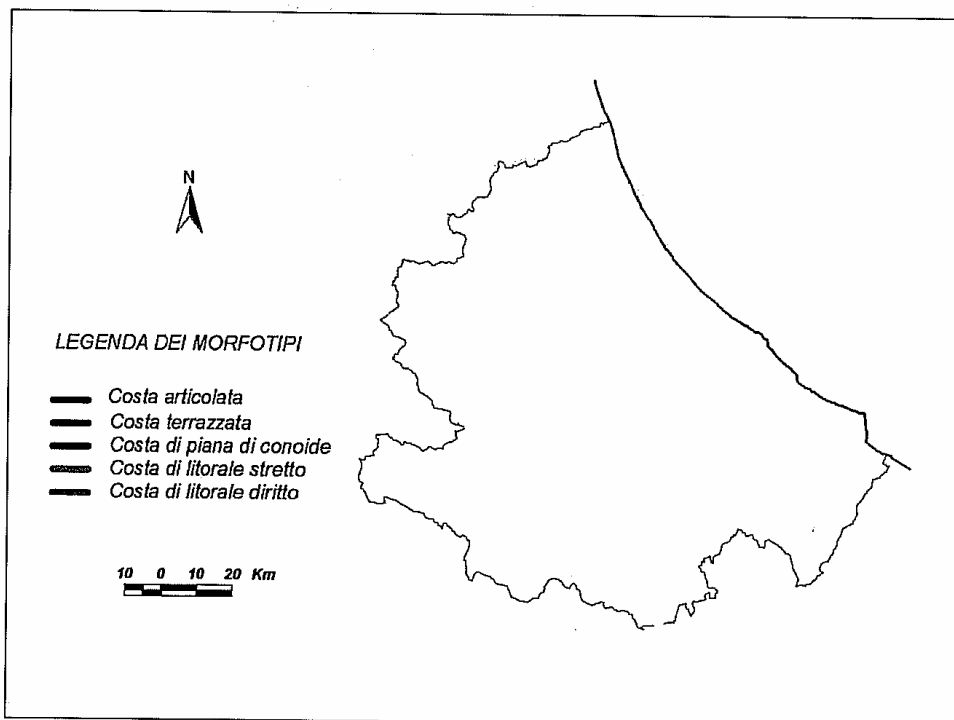 N
LEGENDA DEI MORFOTIPI
Costa articolata
Costa terrazzata
Costa di piana di conoide
Costa di litorale stretto
Costa di litorale diritto
10 0 10 20 Km